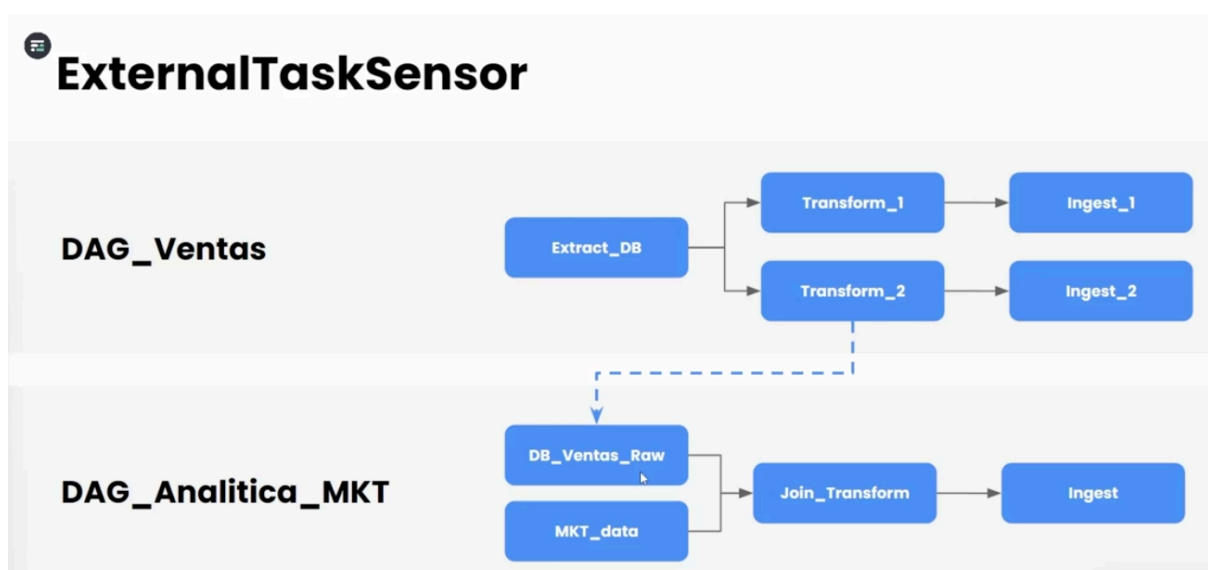 ExternalTaskSensor
DAG_Ventas
Extract_DB
Transform_1
Ingest_1
Transform_2
Ingest_2
DAG_Analitica_MKT
DB_Ventas_Raw
MKT_data
Join_Transform
Ingest